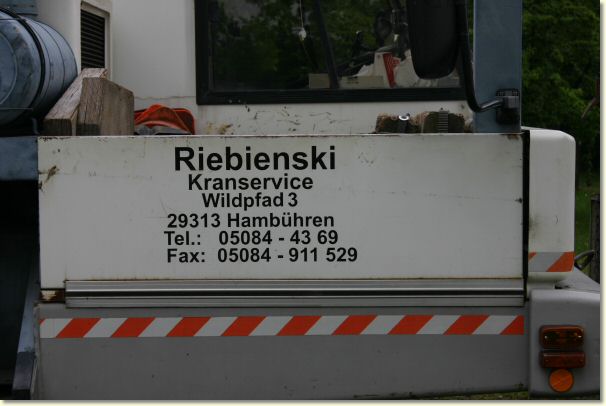 Riebienski
Kranservice
Wildpfad 3
29313 Hambühren
Tel.: 05084 - 43 69
Fax: 05084 - 911 529